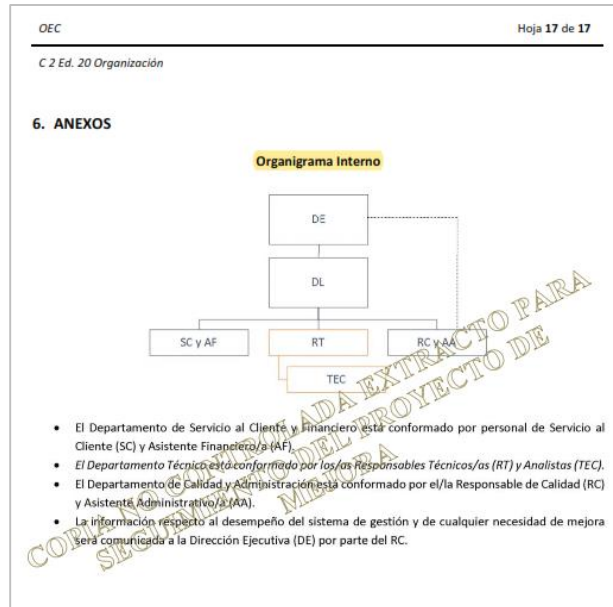 OEC Hoja 17 de 17
C 2 Ed. 20 Organización
6. ANEXOS
Organigrama Interno
DE
DL
SC y AF RT RC y AA
TEC
• El Departamento de Servicio al Cliente y Financiero está conformado por personal de Servicio al
Cliente (SC) y Asistente Financiero/a (AF).
• El Departamento Técnico está conformado por los/as Responsables Técnicos/as (RT) y Analistas (TEC).
• El Departamento de Calidad y Administración está conformado por el/la Responsable de Calidad (RC)
y Asistente Administrativo/a (AA).
• La información respecto al desempeño del sistema de gestión y de cualquier necesidad de mejora
será comunicada a la Dirección Ejecutiva (DE) por parte del RC.
COPIA NO CONTROLADA EXTRACTO PARA
SEGUIMIENTO DEL PROYECTO DE
MEJORA